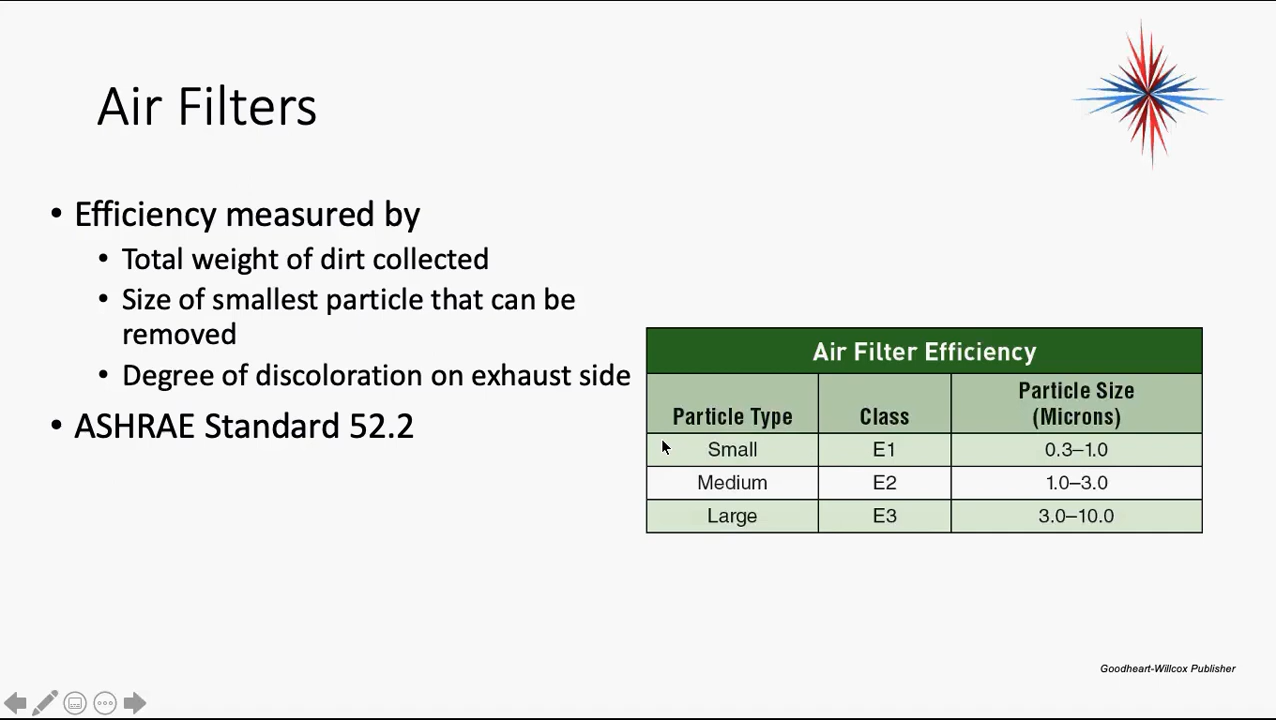 Air Filters
• Efficiency measured by
• Total weight of dirt collected
• Size of smallest particle that can be
removed
• Degree of discoloration on exhaust side
• ASHRAE Standard 52.2
Air Filter Efficiency
Particle Type Class Particle Size (Microns)
Small E1 0.3–1.0
Medium E2 1.0–3.0
Large E3 3.0–10.0
Goodheart-Willcox Publisher